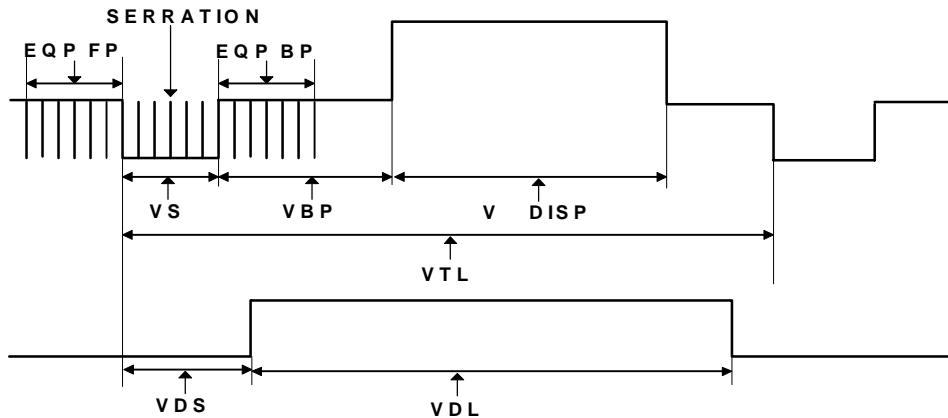 SERRATION
EQP FP
EQP BP
VS
VBP
V DISP
VTL
VDS
VDL